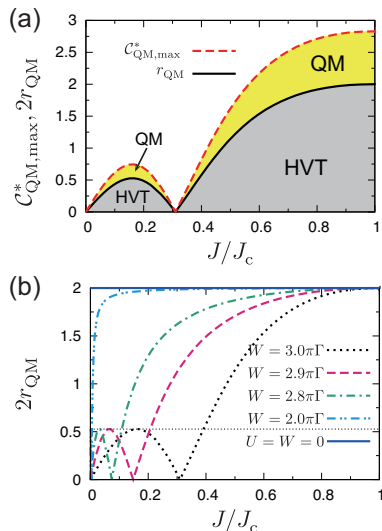 (a)
3
2.5
2
1.5
1
0.5
0
C*QM,max, 2rQM
C*QM,max
rQM
QM
QM
HVT
HVT
0 0.2 0.4 0.6 0.8 1
J/Jc
(b)
2
1.5
1
0.5
0
2rQM
W = 3.0πΓ
W = 2.9πΓ
W = 2.8πΓ
W = 2.0πΓ
U = W = 0
0 0.2 0.4 0.6 0.8 1
J/Jc